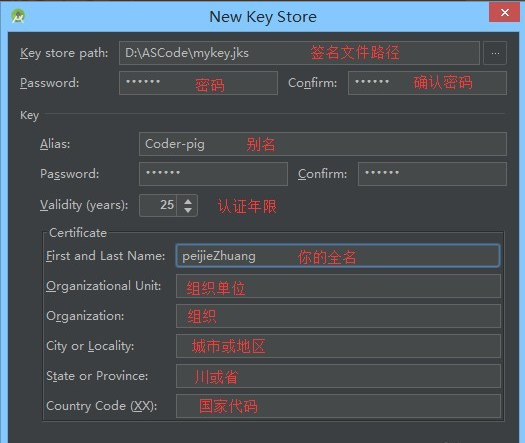 New Key Store
Key store path: D:\ASCode\mykey.jks 签名文件路径 ...
Password: •••••• 密码 Confirm: •••••• 确认密码
Key
Alias: Coder-pig 别名
Password: •••••• Confirm: ••••••
Validity (years): 25 认证年限
Certificate
First and Last Name: peijieZhuang 你的全名
Organizational Unit: 组织单位
Organization: 组织
City or Locality: 城市或地区
State or Province: 川或省
Country Code (XX): 国家代码